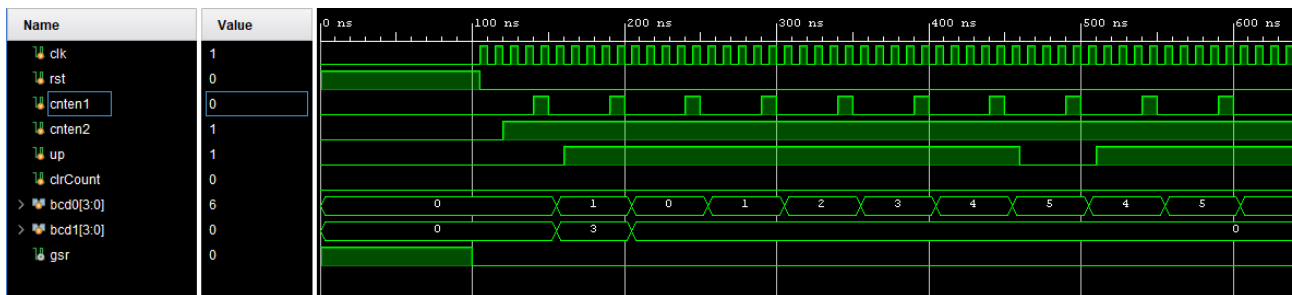 Name Value 0 ns 100 ns 200 ns 300 ns 400 ns 500 ns 600 ns
clk 1
rst 0
cnten1 0
cnten2 1
up 1
clrCount 0
> bcd0[3:0] 6 0 1 0 1 2 3 4 5 4 5
> bcd1[3:0] 0 0 3 0
gsr 0